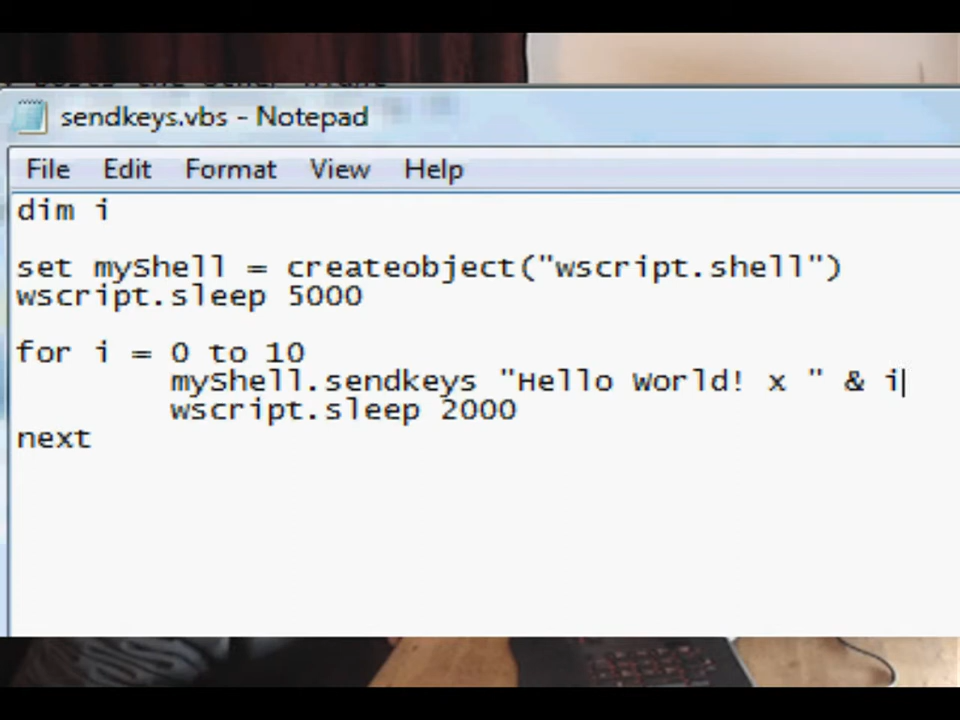 sendkeys.vbs - Notepad
File Edit Format View Help
dim i
set myShell = createobject("wscript.shell")
wscript.sleep 5000
for i = 0 to 10
myShell.sendkeys "Hello World! x " & i
wscript.sleep 2000
next